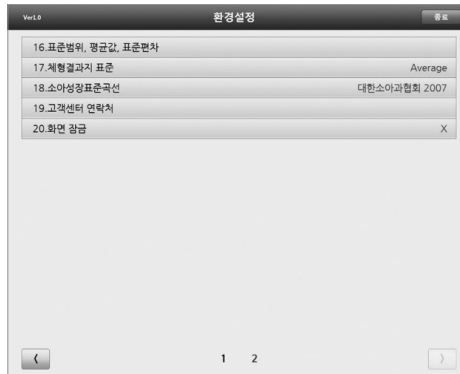 Ver1.0 환경설정 종료
16.표준범위, 평균값, 표준편차
17.체형결과지 표준 Average
18.소아성장표준곡선 대한소아과협회 2007
19.고객센터 연락처
20.화면 잠금 X
< 1 2 >